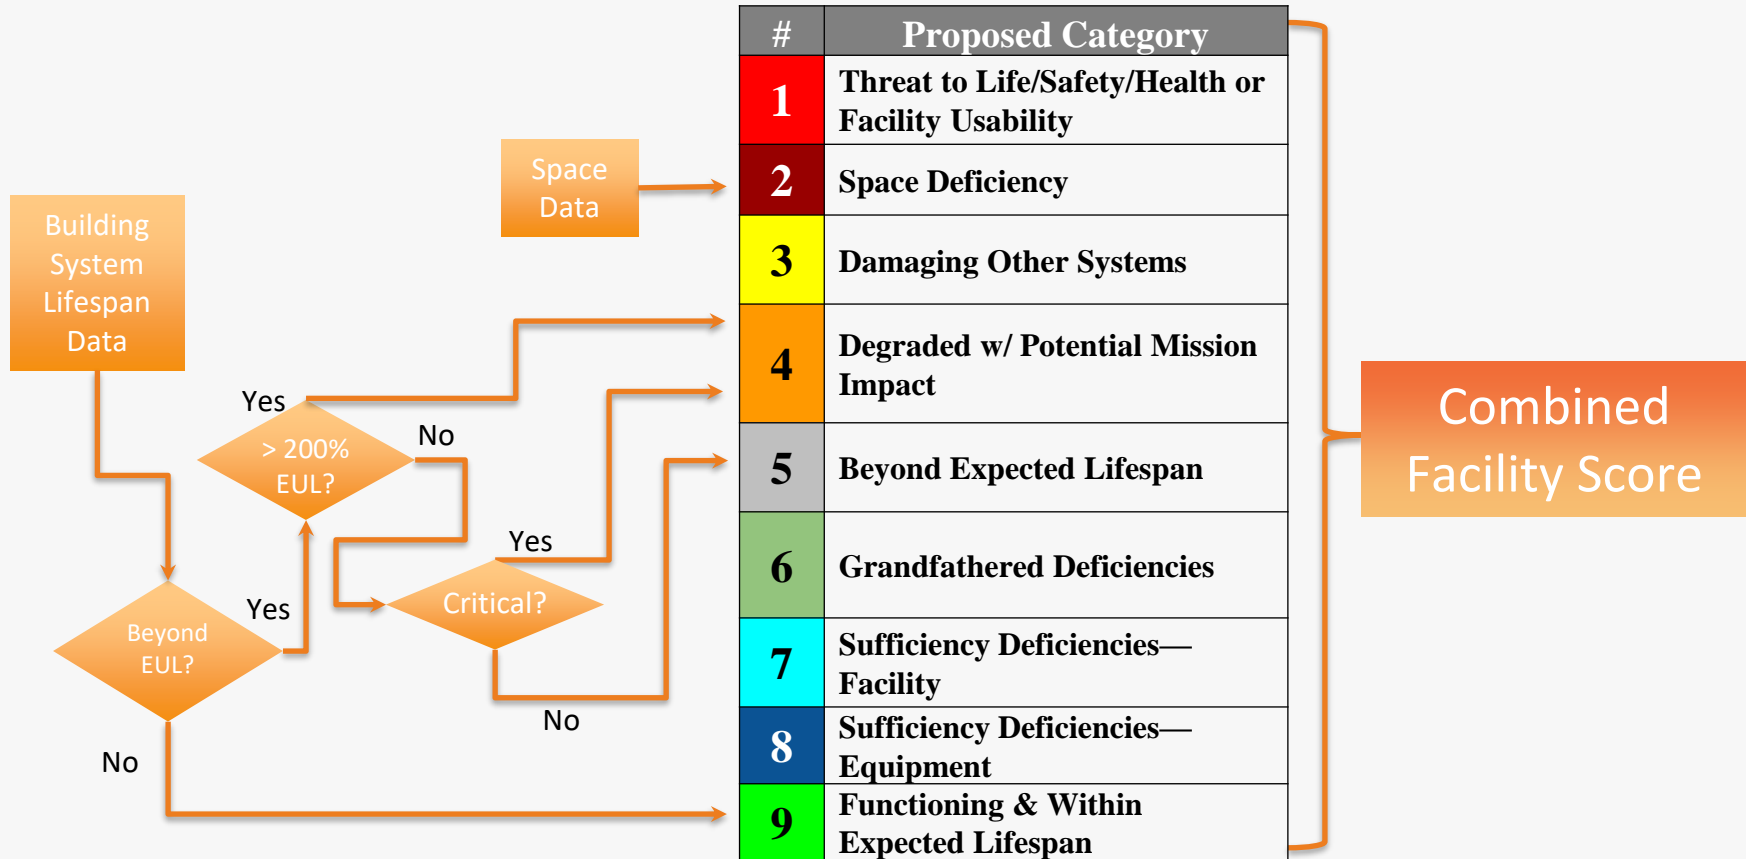 # Proposed Category
1 Threat to Life/Safety/Health or
Facility Usability
2 Space Deficiency
3 Damaging Other Systems
4 Degraded w/ Potential Mission
Impact
5 Beyond Expected Lifespan
6 Grandfathered Deficiencies
7 Sufficiency Deficiencies—
Facility
8 Sufficiency Deficiencies—
Equipment
9 Functioning & Within
Expected Lifespan
Space
Data
Building
System
Lifespan
Data
Yes
> 200%
EUL?
No
Yes
Critical?
No
Yes
Beyond
EUL?
No
Combined
Facility Score